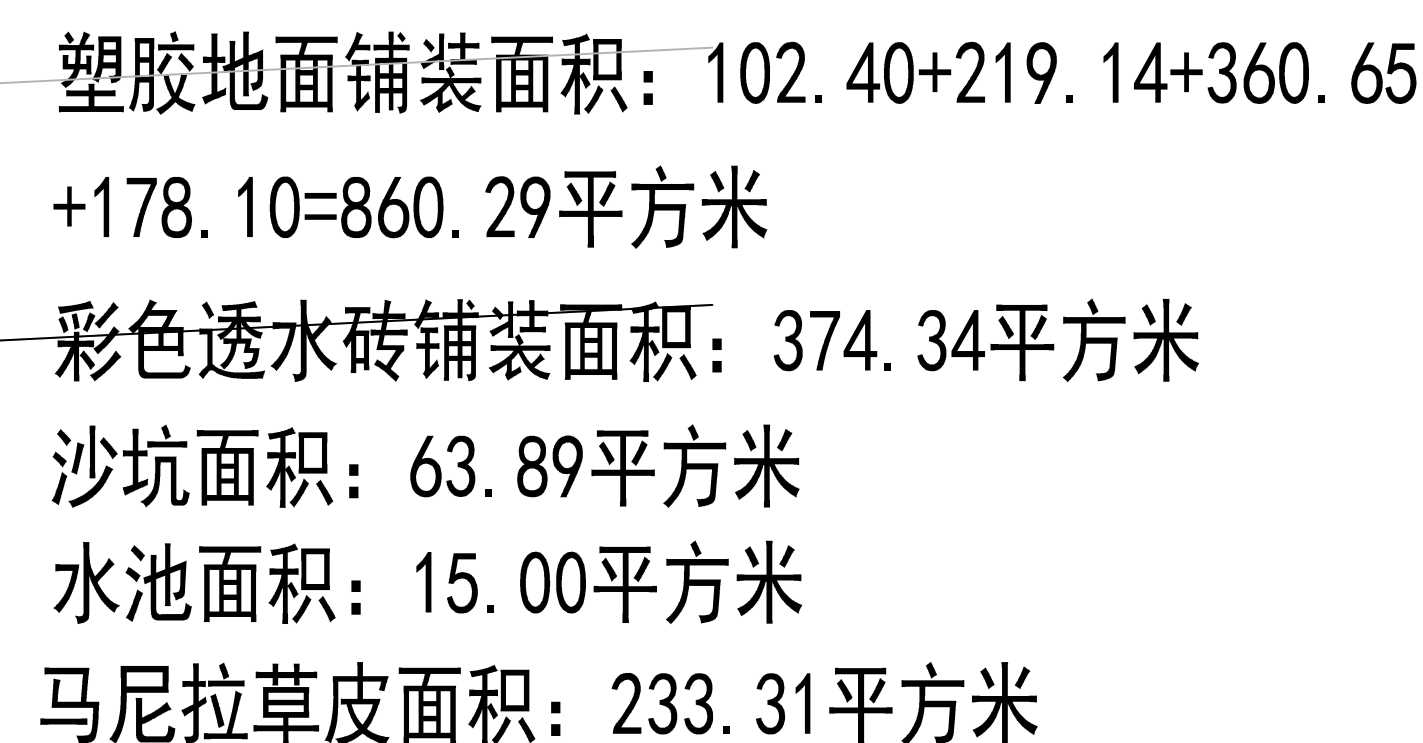 塑胶地面铺装面积：102.40+219.14+360.65
+178.10=860.29平方米
彩色透水砖铺装面积：374.34平方米
沙坑面积：63.89平方米
水池面积：15.00平方米
马尼拉草皮面积：233.31平方米